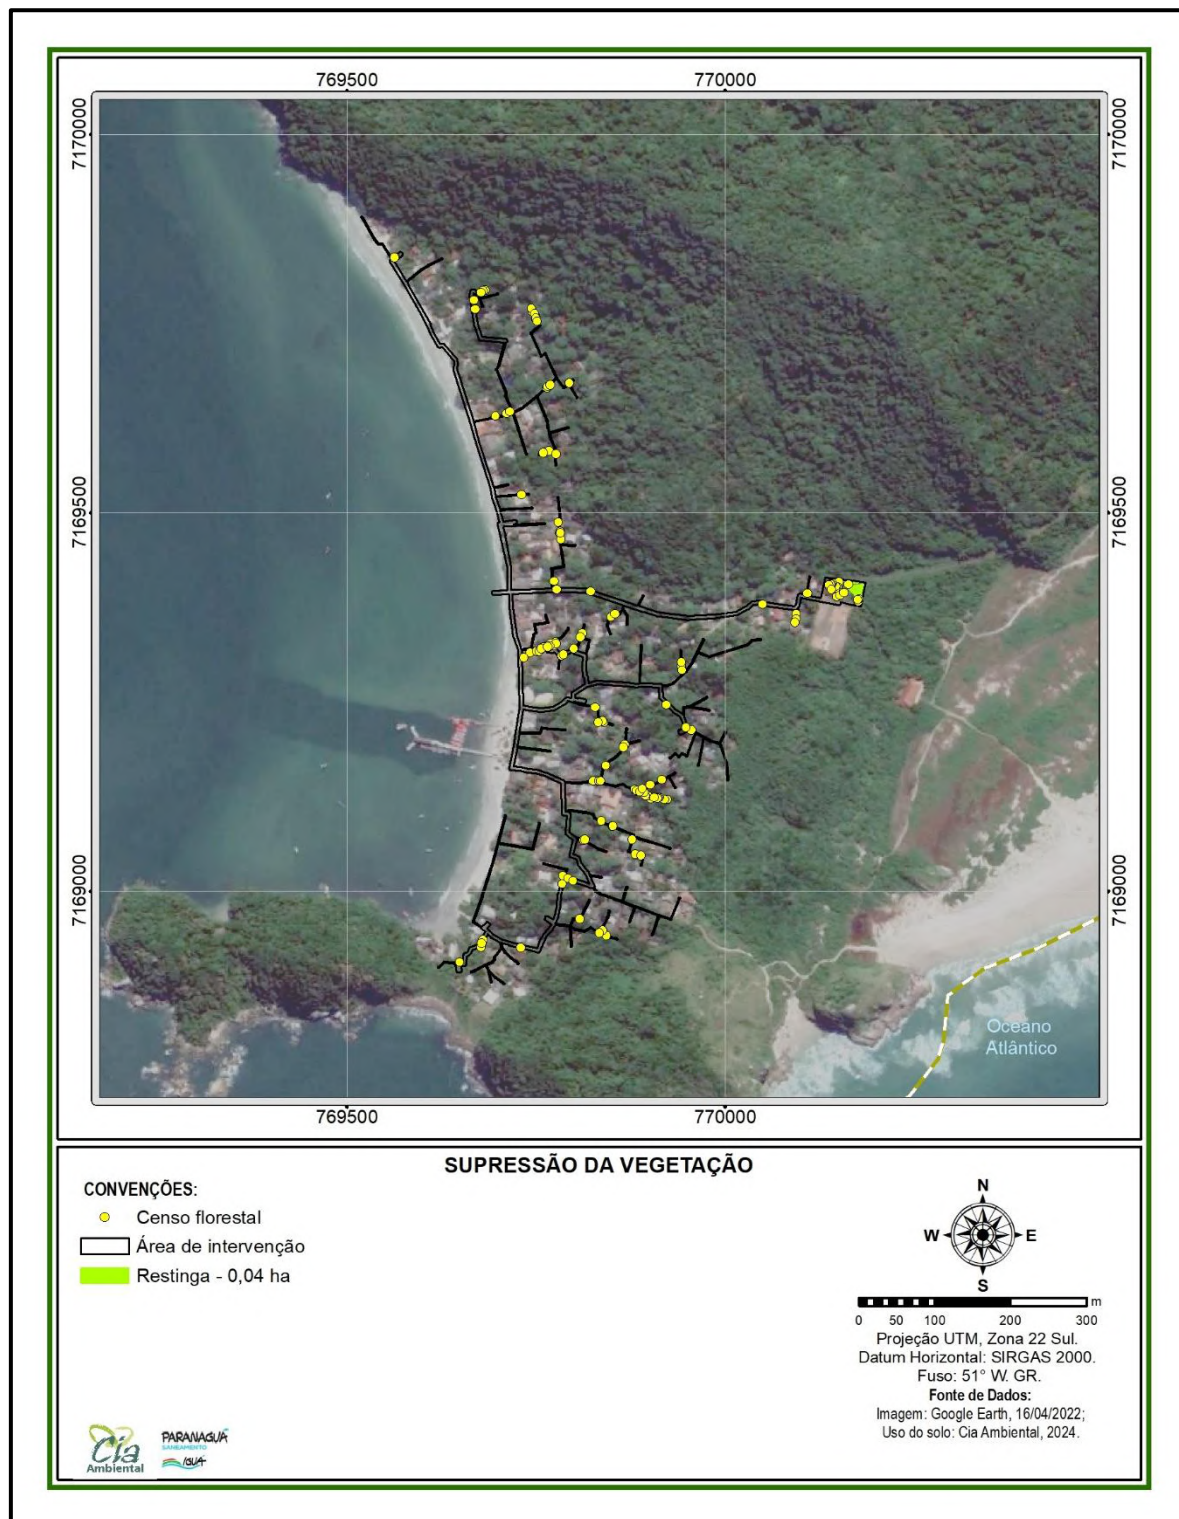 769500 770000
7170000 7170000
7169500 7169500
7169000 7169000
Oceano
Atlântico
769500 770000
SUPRESSÃO DA VEGETAÇÃO
CONVENÇÕES:
Censo florestal
Área de intervenção
Restinga - 0,04 ha
N
W E
S
m
0 50 100 200 300
Projeção UTM, Zona 22 Sul.
Datum Horizontal: SIRGAS 2000.
Fuso: 51° W. GR.
Fonte de Dados:
Imagem: Google Earth, 16/04/2022;
Uso do solo: Cia Ambiental, 2024.
Cia
Ambiental
PARANAGUÁ
SANEAMENTO
IGUÁ